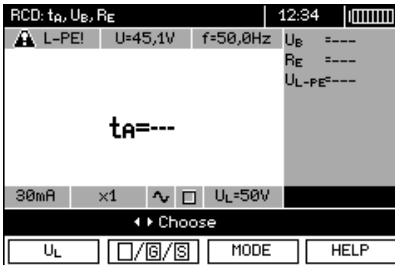 RCD: tA, UB, RE 12:34
L-PE! U=45,1V f=50,0Hz UB =---
RE =---
UL-PE=---
tA=---
30mA x1 UL=50V
Choose
UL □/G/S MODE HELP